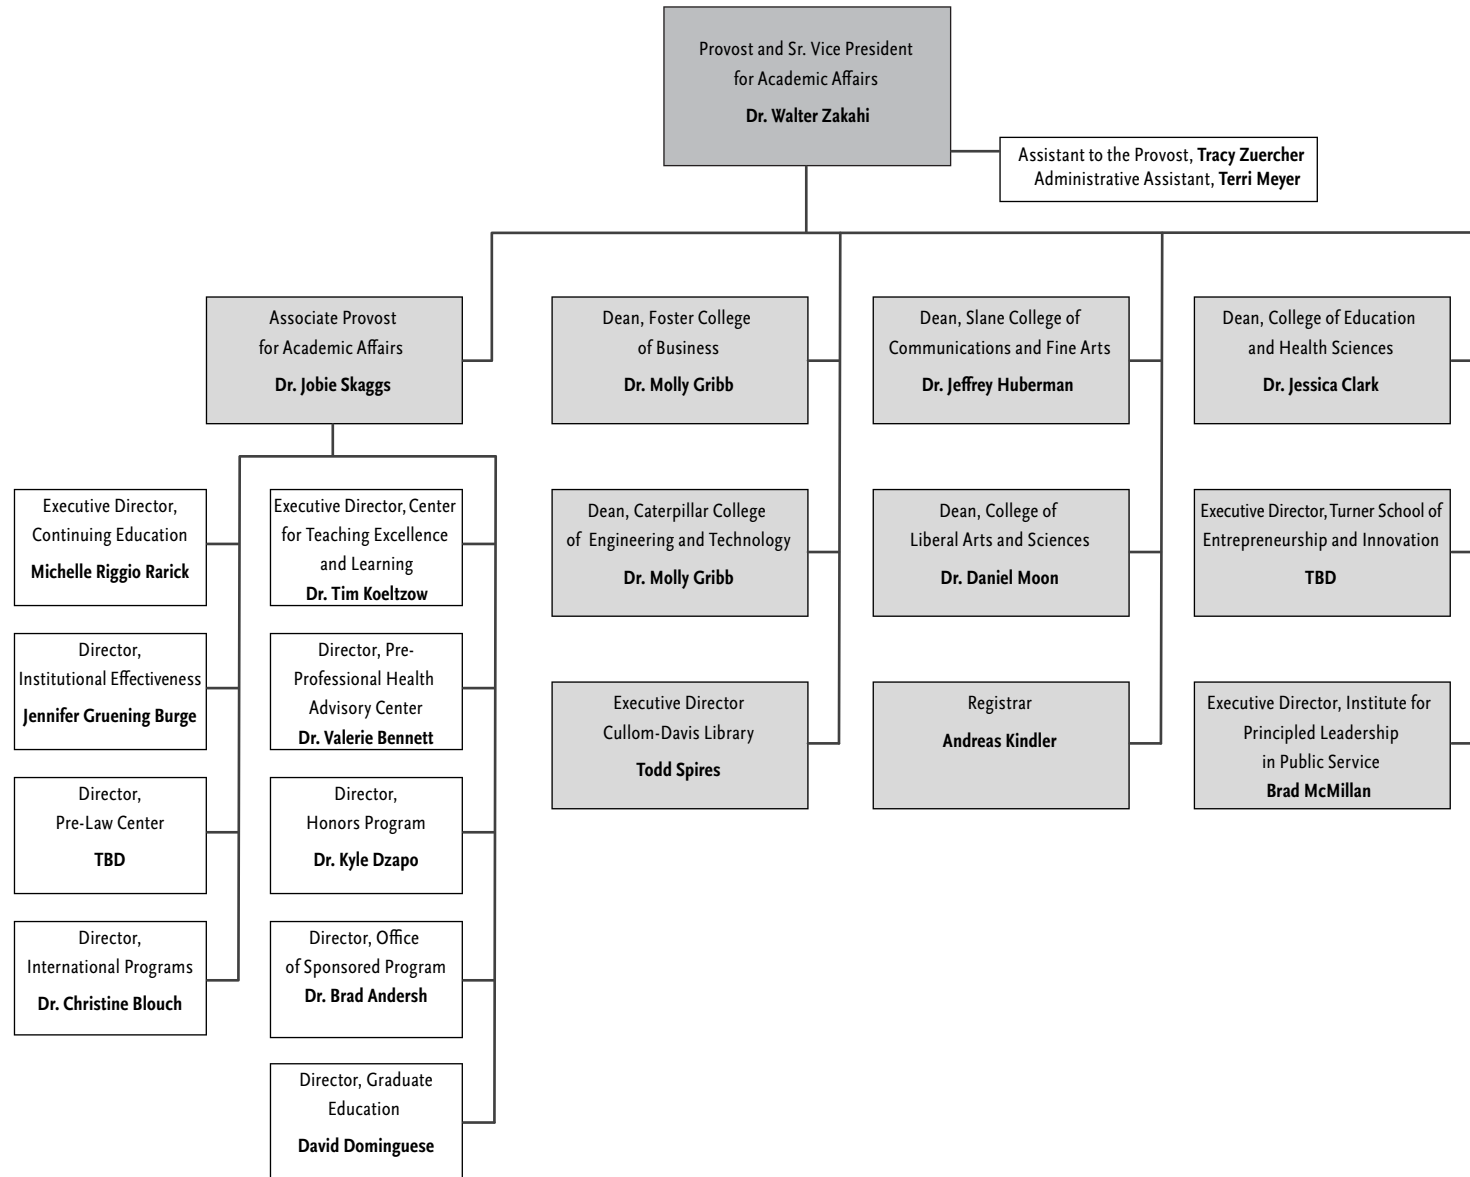 Provost and Sr. Vice President
for Academic Affairs
Dr. Walter Zakahi
Assistant to the Provost, Tracy Zuercher
Administrative Assistant, Terri Meyer
Associate Provost
for Academic Affairs
Dr. Jobie Skaggs
Dean, Foster College
of Business
Dr. Molly Gribb
Dean, Slane College of
Communications and Fine Arts
Dr. Jeffrey Huberman
Dean, College of Education
and Health Sciences
Dr. Jessica Clark
Executive Director,
Continuing Education
Michelle Riggio Rarick
Executive Director, Center
for Teaching Excellence
and Learning
Dr. Tim Koeltzow
Dean, Caterpillar College
of Engineering and Technology
Dr. Molly Gribb
Dean, College of
Liberal Arts and Sciences
Dr. Daniel Moon
Executive Director, Turner School of
Entrepreneurship and Innovation
TBD
Director,
Institutional Effectiveness
Jennifer Gruening Burge
Director, Pre-
Professional Health
Advisory Center
Dr. Valerie Bennett
Executive Director
Cullom-Davis Library
Todd Spires
Registrar
Andreas Kindler
Executive Director, Institute for
Principled Leadership
in Public Service
Brad McMillan
Director,
Pre-Law Center
TBD
Director,
Honors Program
Dr. Kyle Dzapo
Director,
International Programs
Dr. Christine Blouch
Director, Office
of Sponsored Program
Dr. Brad Andersh
Director, Graduate
Education
David Dominguese